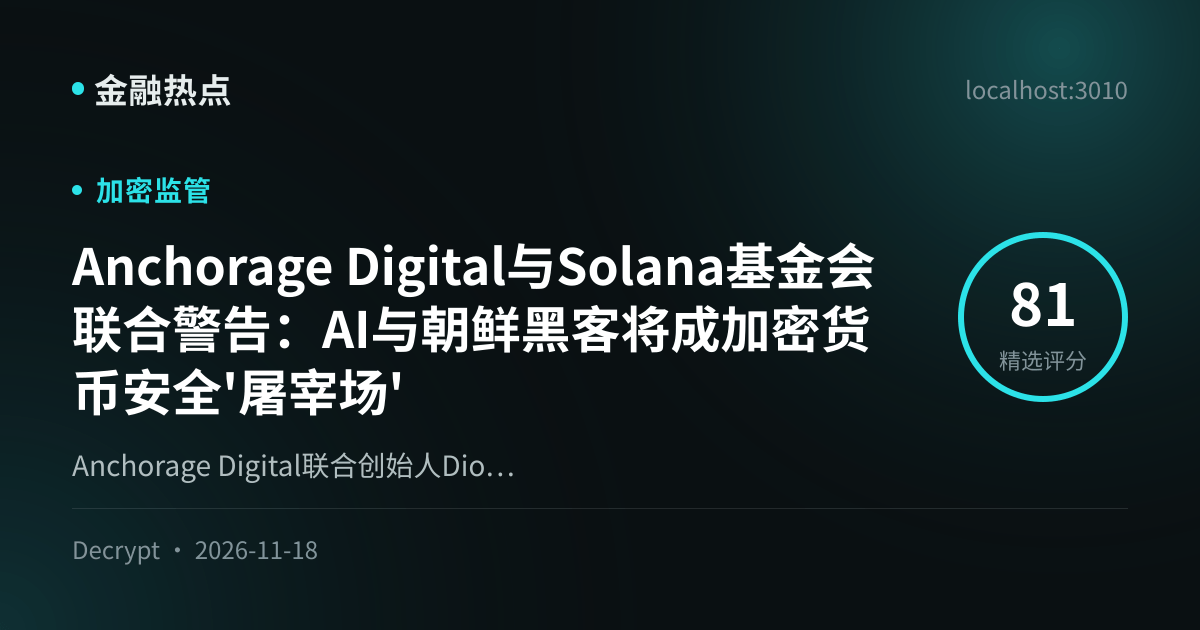 金融热点
localhost:3010
加密监管
Anchorage Digital与Solana基金会
联合警告：AI与朝鲜黑客将成加密货
币安全'屠宰场'
81
精选评分
Anchorage Digital联合创始人Dio…
Decrypt • 2026-11-18